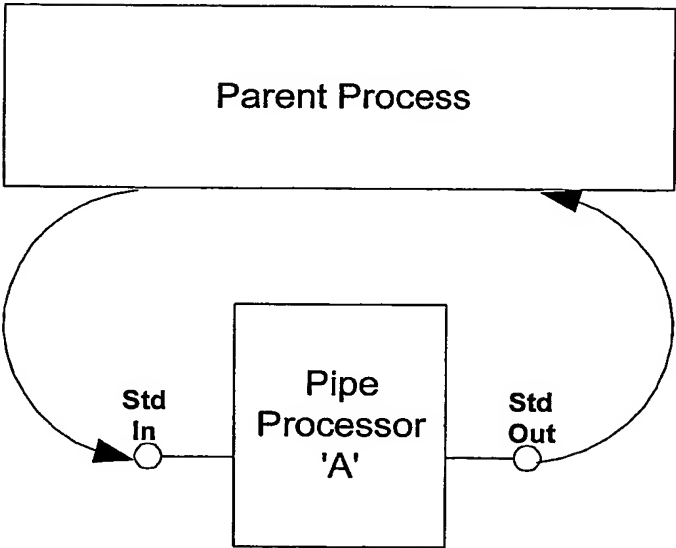 Parent Process
Std
In
Pipe
Processor
'A'
Std
Out